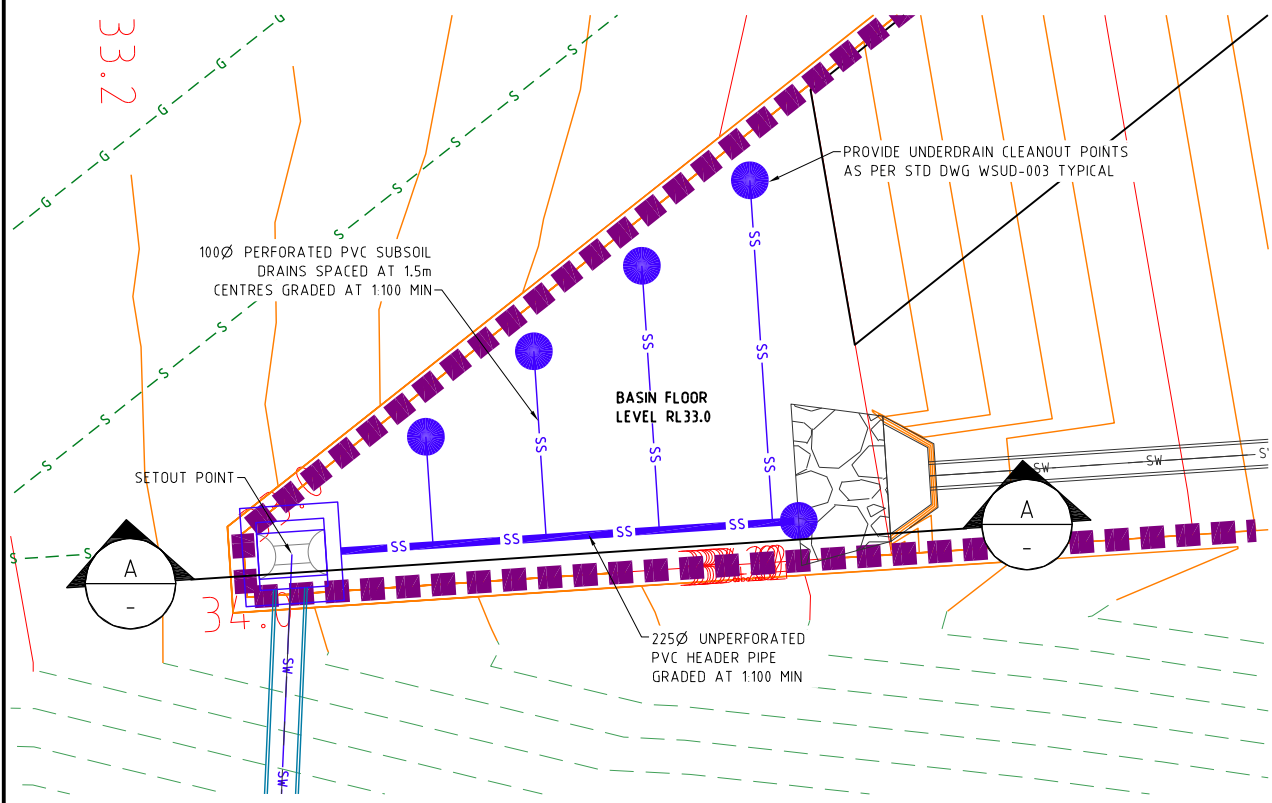 33.2
G
G
G
G
S
S
S
S
S
S
S
S
S
S
S
PROVIDE UNDERDRAIN CLEANOUT POINTS
AS PER STD DWG WSUD-003 TYPICAL
100Ø PERFORATED PVC SUBSOIL
DRAINS SPACED AT 1.5m
CENTRES GRADED AT 1:100 MIN
BASIN FLOOR
LEVEL RL33.0
SETOUT POINT
SS
SS
SS
SS
SS
SS
SS
SS
SS
SS
SS
SS
SW
SW
A
-
A
-
34.0
225Ø UNPERFORATED
PVC HEADER PIPE
GRADED AT 1:100 MIN
SW
SW